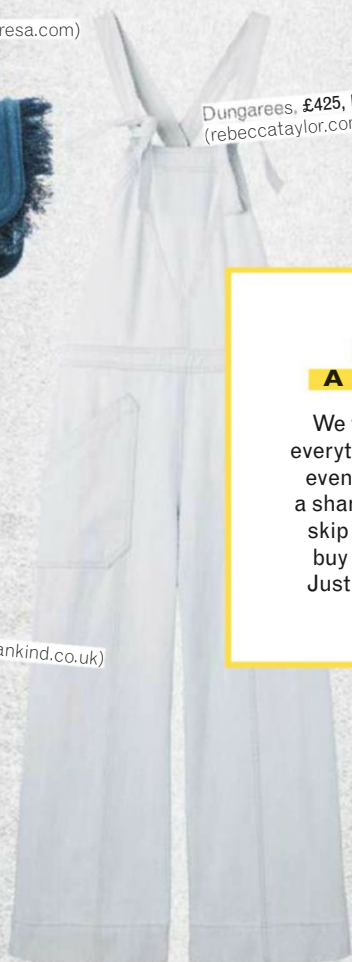 resa.com)
Dungarees, £425,
(rebeccataylor.com
A
We
everyt
even
a shar
skip
buy
Just
ankind.co.uk)